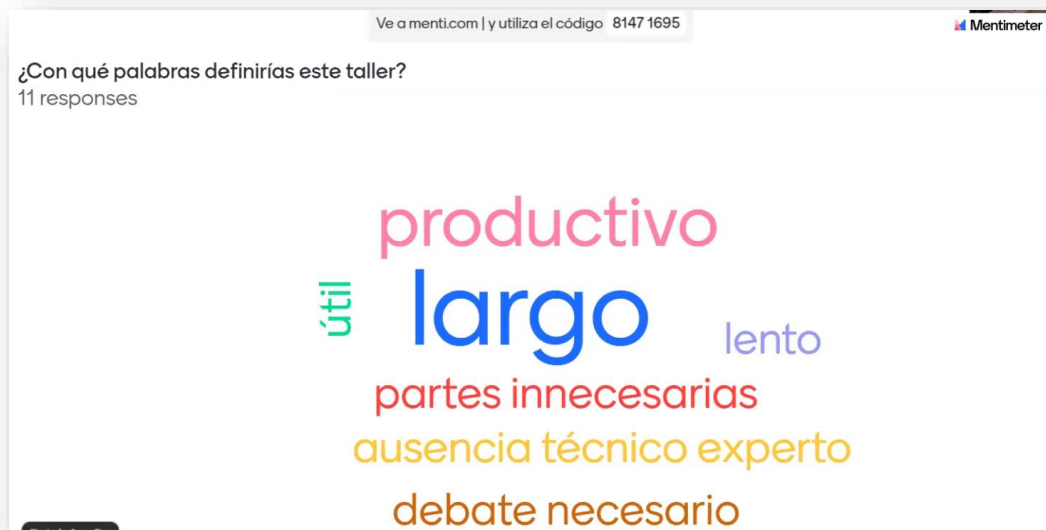 Ve a menti.com | y utiliza el código 8147 1695
Mentimeter
¿Con qué palabras definirías este taller?
11 responses
productivo
útil
largo
lento
partes innecesarias
ausencia técnico experto
debate necesario